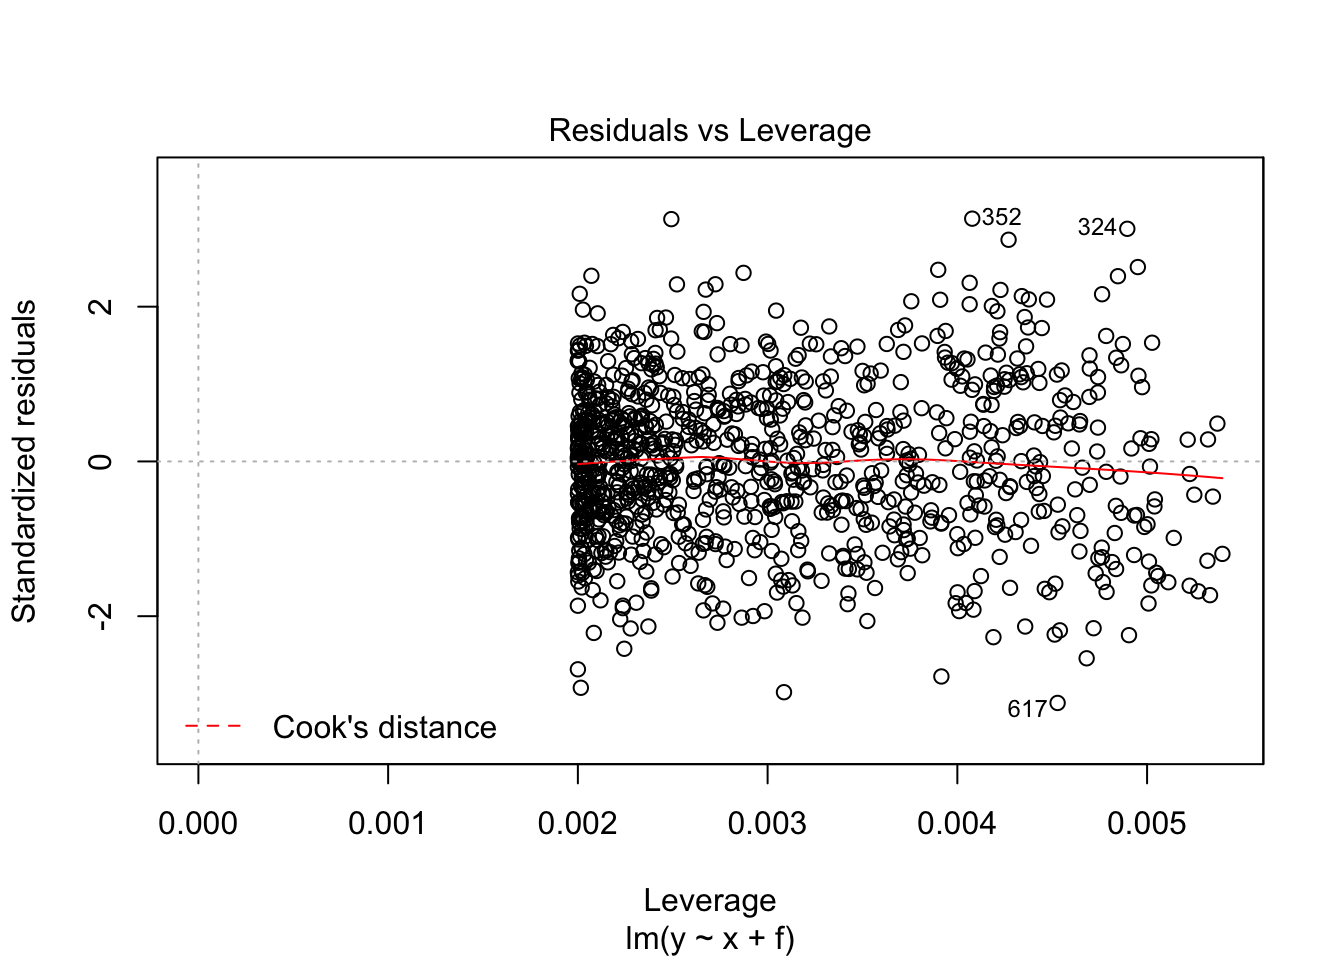 Residuals vs Leverage
352
324
2
0
-2
Standardized residuals
617
Cook's distance
0.000 0.001 0.002 0.003 0.004 0.005
Leverage
lm(y ~ x + f)